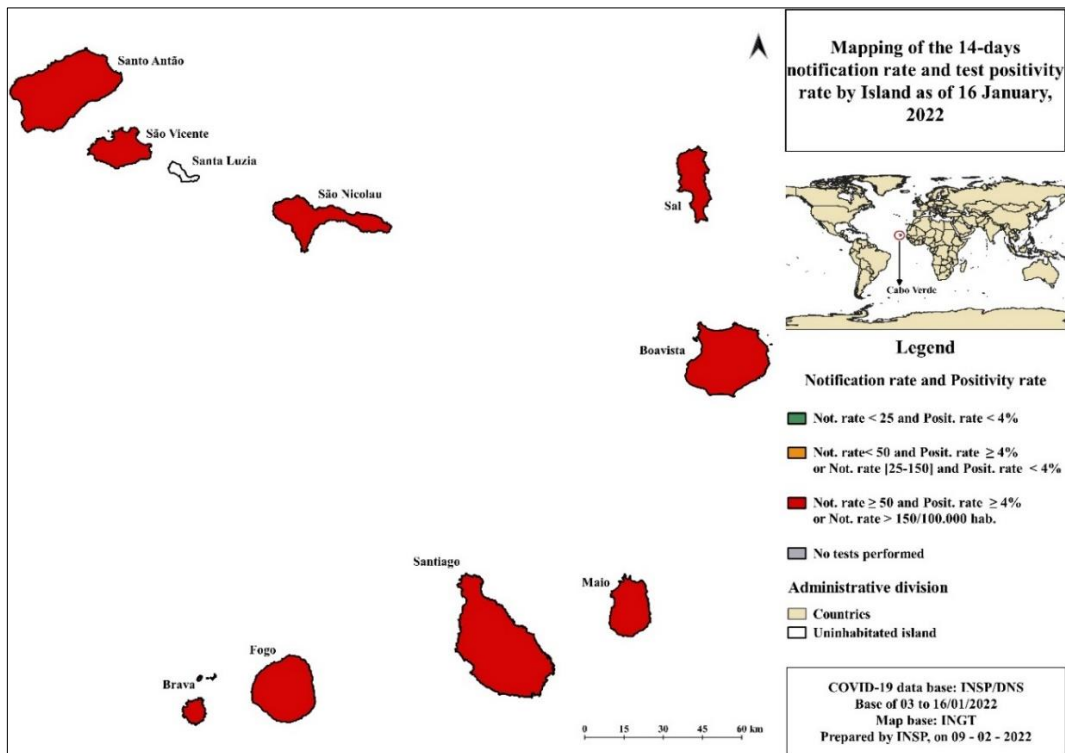 Mapping of the 14-days
notification rate and test positivity
rate by Island as of 16 January,
2022
Santo Antão
São Vicente
Santa Luzia
São Nicolau
Sal
Boavista
Santiago
Maio
Fogo
Brava
0 15 30 45 60 km
Cabo Verde
Legend
Notification rate and Positivity rate
Not. rate < 25 and Posit. rate < 4%
Not. rate< 50 and Posit. rate ≥ 4%
or Not. rate [25-150] and Posit. rate < 4%
Not. rate ≥ 50 and Posit. rate ≥ 4%
or Not. rate > 150/100.000 hab.
No tests performed
Administrative division
Countries
Uninhabitated island
COVID-19 data base: INSP/DNS
Base of 03 to 16/01/2022
Map base: INGT
Prepared by INSP, on 09 - 02 - 2022